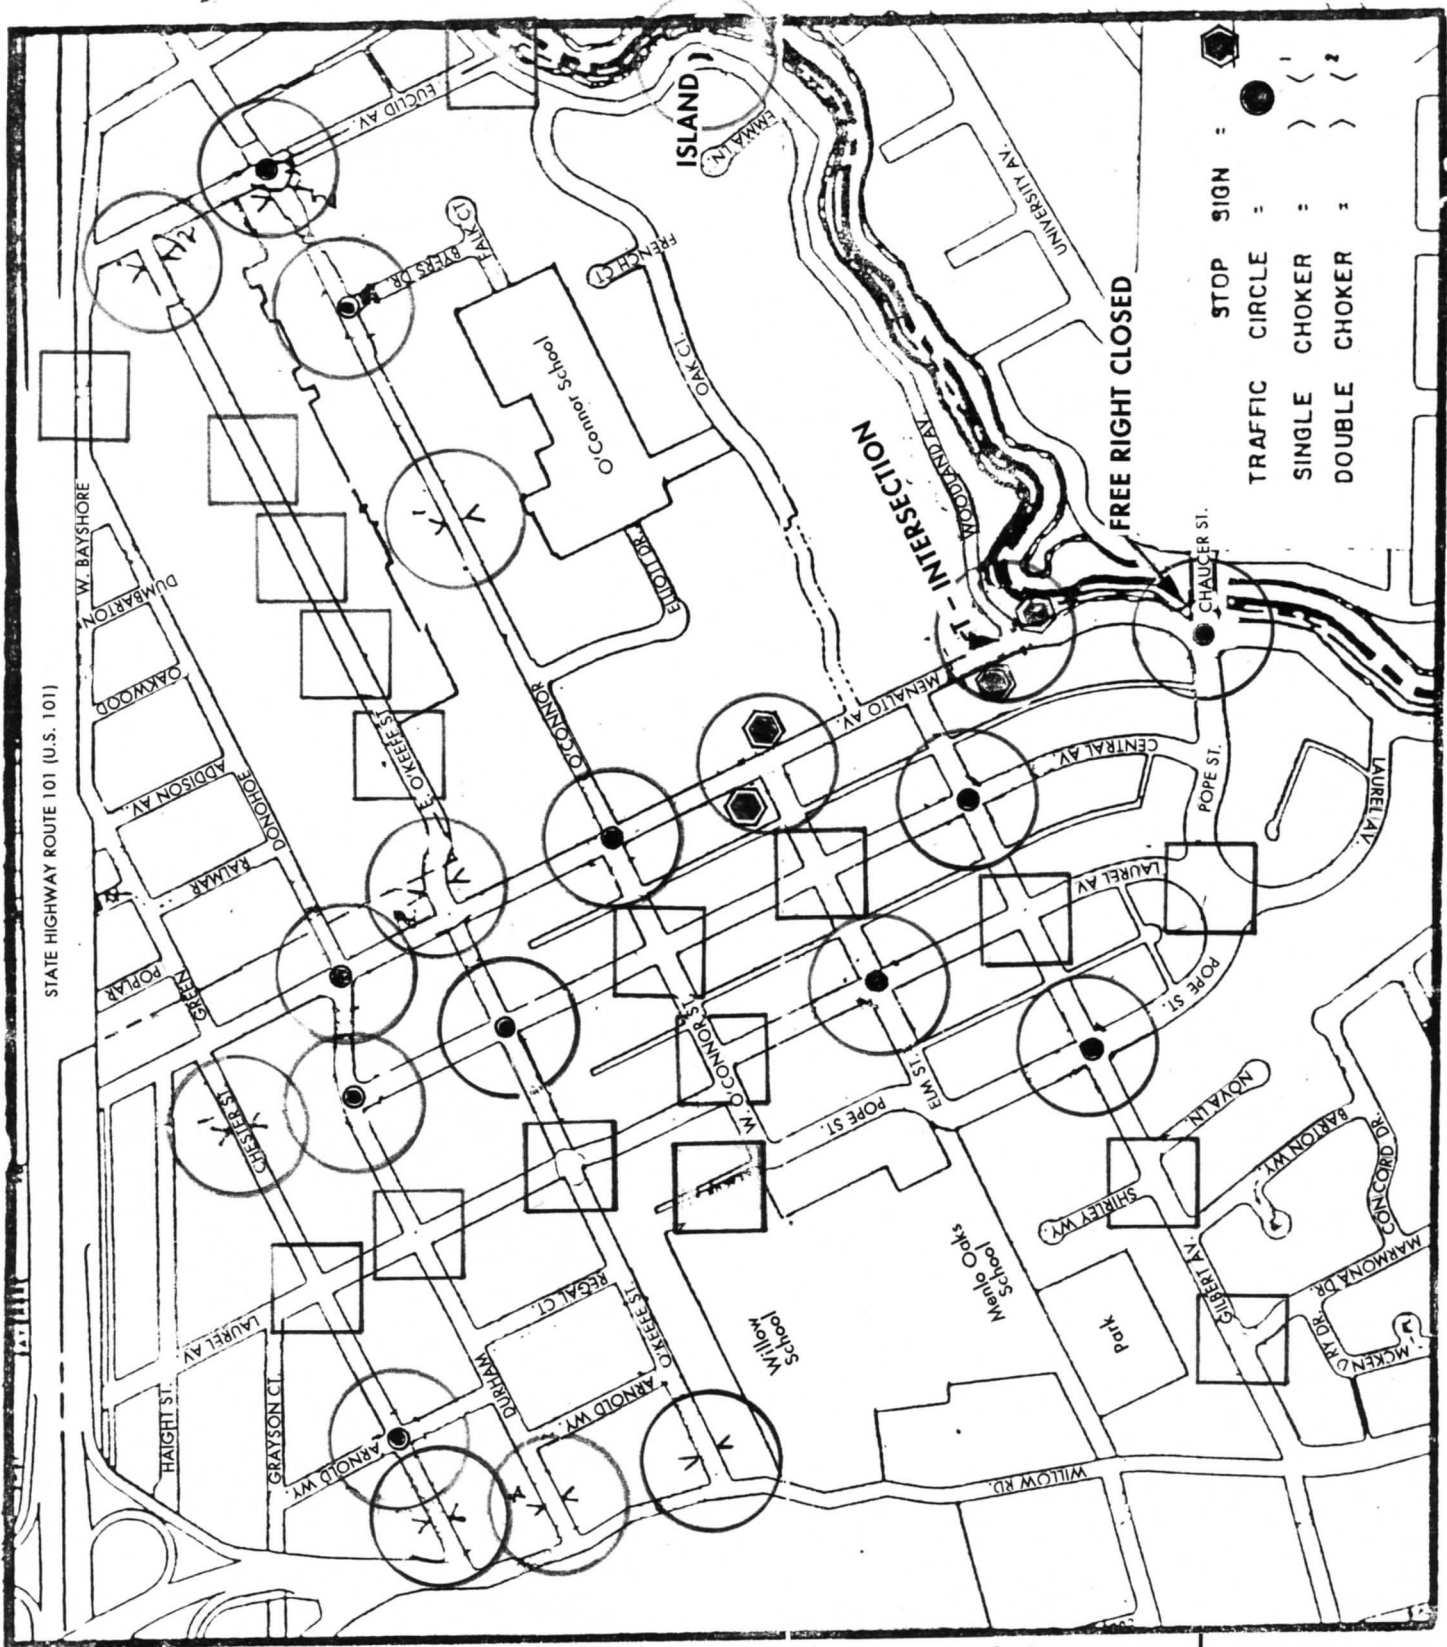 STATE HIGHWAY ROUTE 101 (U.S. 101)
W. BAYSHORE
EUCLID AV.
ISLAND
EMMA LN.
UNIVERSITY AV.
STOP SIGN =
TRAFFIC CIRCLE =
SINGLE CHOKER = 1
DOUBLE CHOKER = 2
FALK CT
BYERS DR.
FRENCH CT.
O'Connor School
OAK CT.
FREE RIGHT CLOSED
WOODLAND AV.
T-INTERSECTION
CHAUCER ST.
DUMBARTON
OAKWOOD
ADDISON AV
DONOHOE
RALMAR
POPLAR
GREEN
E. O'KEEFE ST.
O'CONNOR
ELLIOTT DR.
MENALTO AV.
CENTRAL AV.
POPE ST.
LAUREL AV.
LAUREL AV.
POPE ST.
CHESTER ST.
W. O'CONNOR ST.
POPE ST.
ELM ST.
NOVA LN.
BARTON WY.
CONCORD DR.
SHIRLEY WY
MARMONA DR.
GILBERT AV.
MCKENDRY DR.
LAUREL AV
REGAL CT.
O'KEEFE ST.
Willow
School
Menlo Oaks
School
Park
HAIGHT ST.
GRAYSON CT.
ARNOLD WY.
DURHAM
ARNOLD WY.
WILLOW RD.